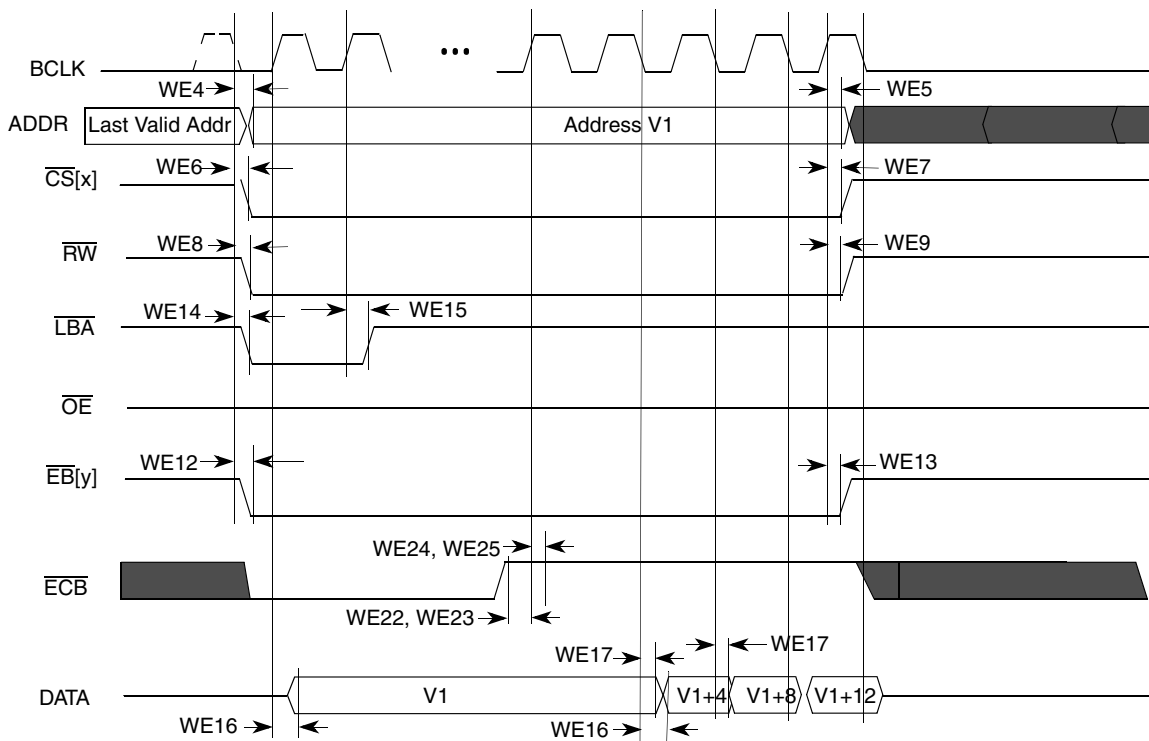 •••
BCLK
WE4
WE5
ADDR
Last Valid Addr
Address V1
WE6
WE7
CS[x]
WE8
WE9
RW
WE14
WE15
LBA
OE
WE12
WE13
EB[y]
WE24, WE25
ECB
WE22, WE23
WE17
WE17
DATA
V1
V1+4
V1+8
V1+12
WE16
WE16